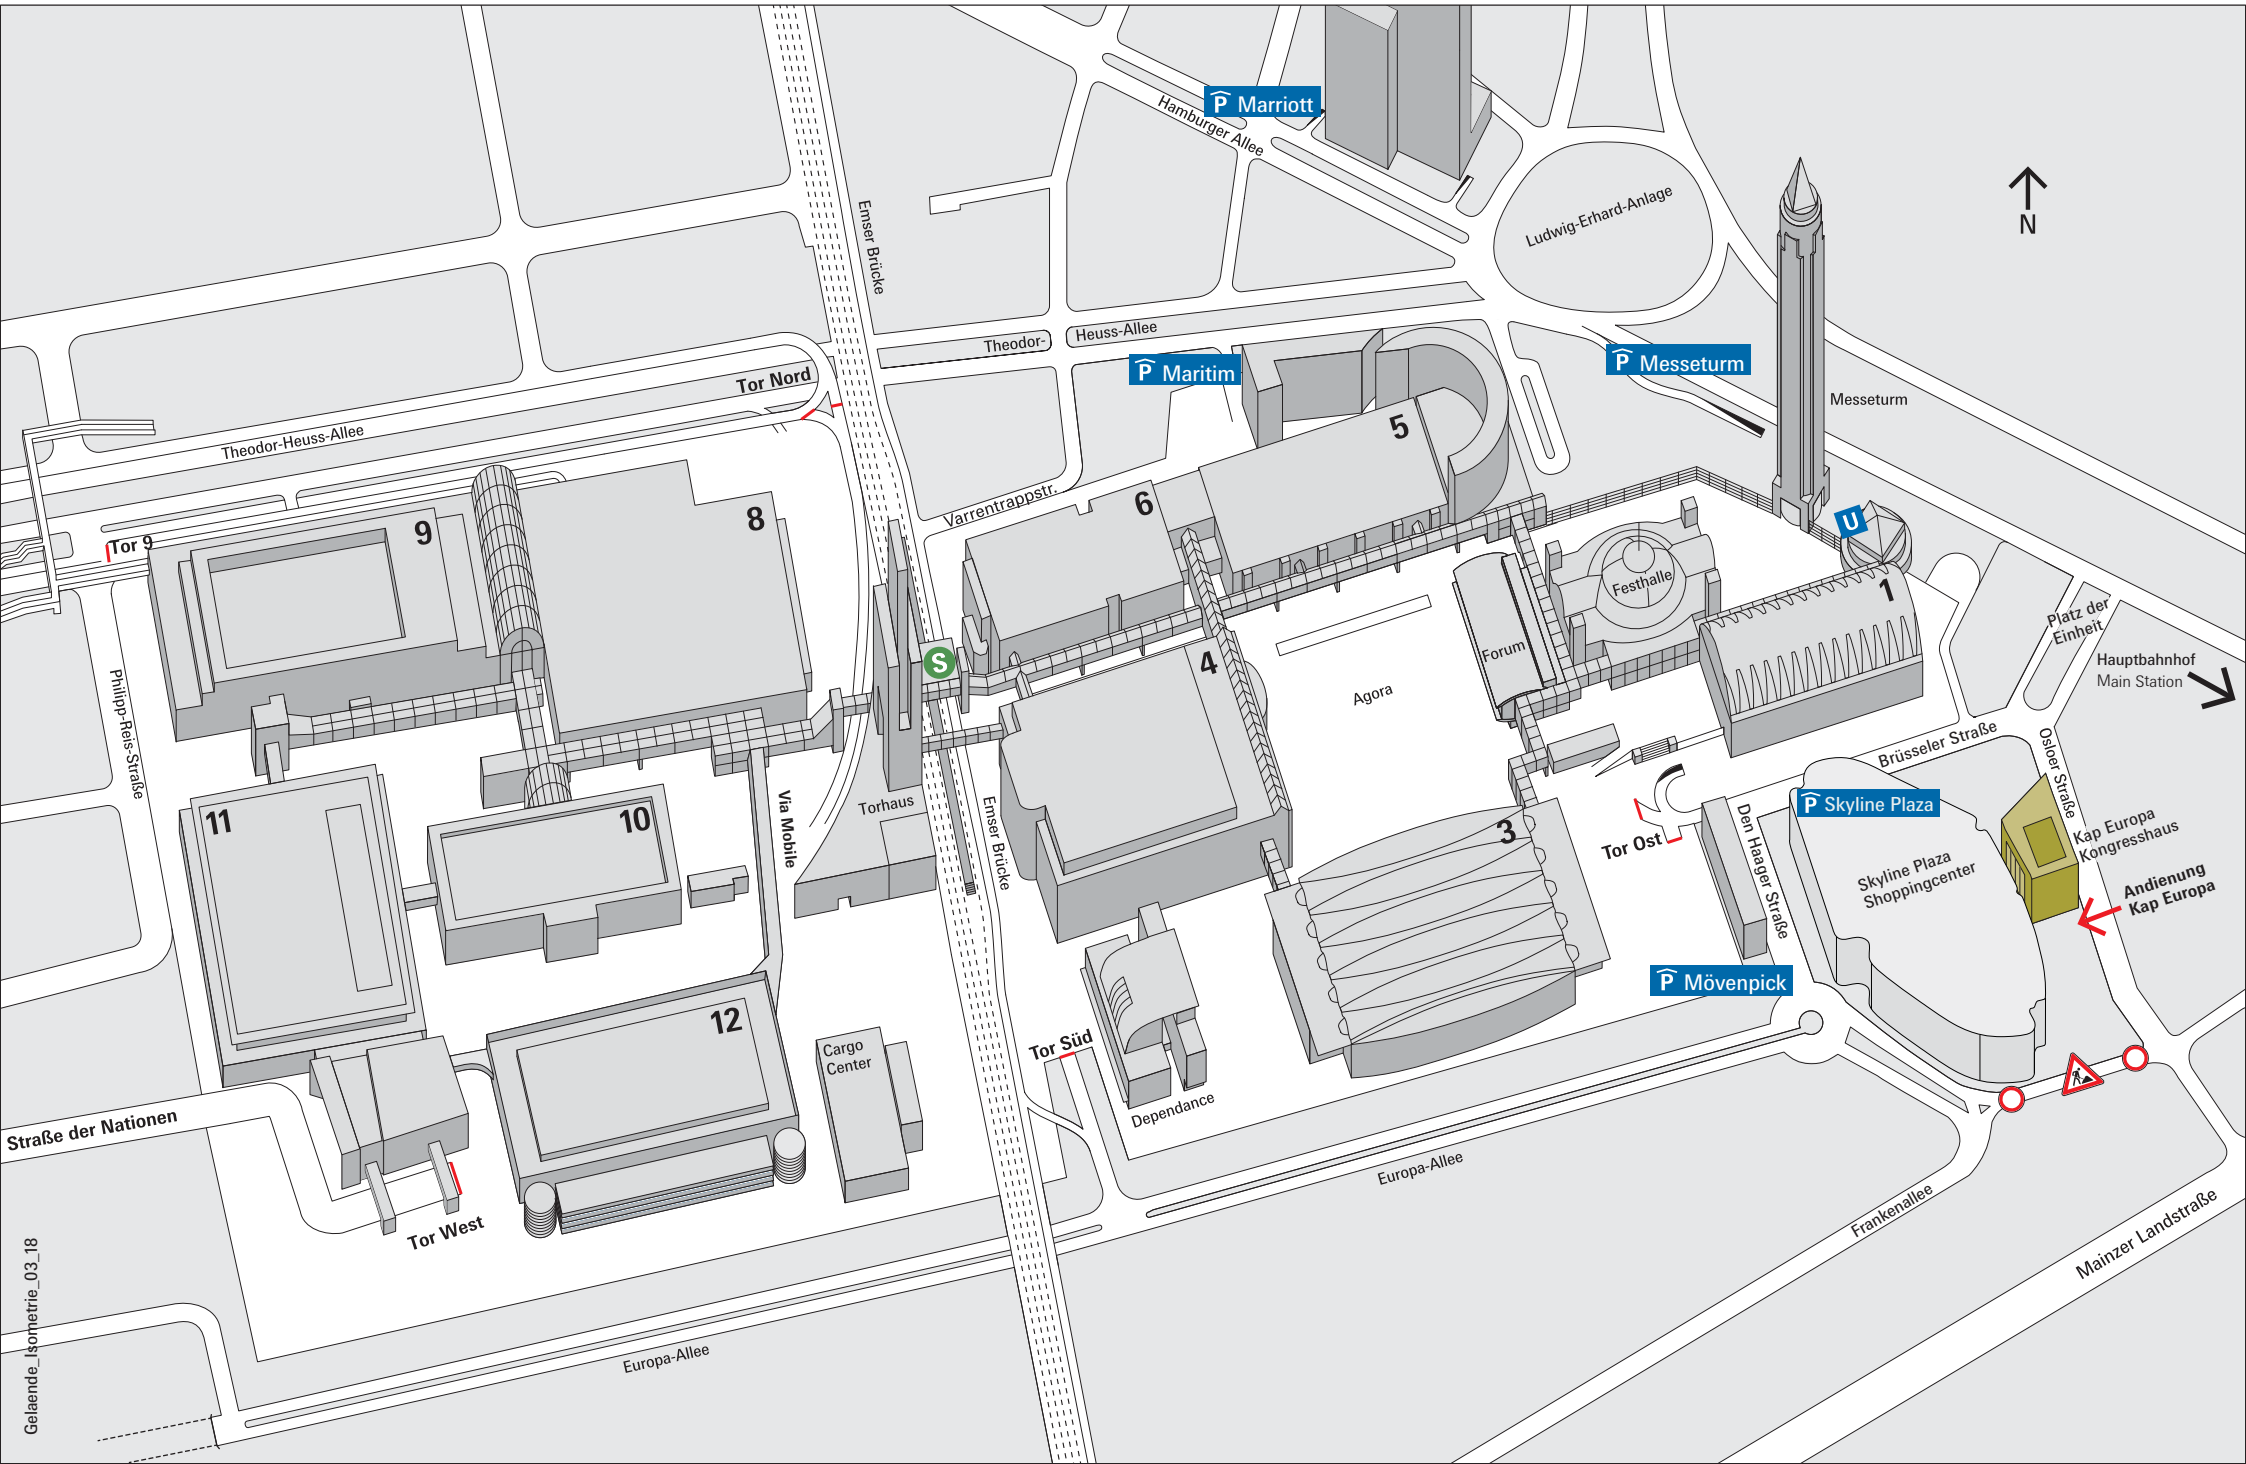 P Marriott
Hamburger Allee
Ludwig-Erhard-Anlage
N
Emser Brücke
Theodor-
Heuss-Allee
P Maritim
P Messeturm
Messeturm
Tor Nord
Theodor-Heuss-Allee
5
6
Varrentrappstr.
8
9
Tor 9
U
Festhalle
1
Platz der
Einheit
Hauptbahnhof
Main Station
S
4
Forum
Agora
Philipp-Reis-Straße
Brüsseler Straße
Osloer Straße
Torhaus
Via Mobile
Emser Brücke
11
10
3
Tor Ost
Den Haager Straße
P Skyline Plaza
Skyline Plaza
Shoppingcenter
Kap Europa
Kongresshaus
Andienung
Kap Europa
P Mövenpick
12
Cargo
Center
Tor Süd
Dependance
Straße der Nationen
Tor West
Europa-Allee
Frankenallee
Mainzer Landstraße
Europa-Allee
Gelaende_Isometrie_03_18